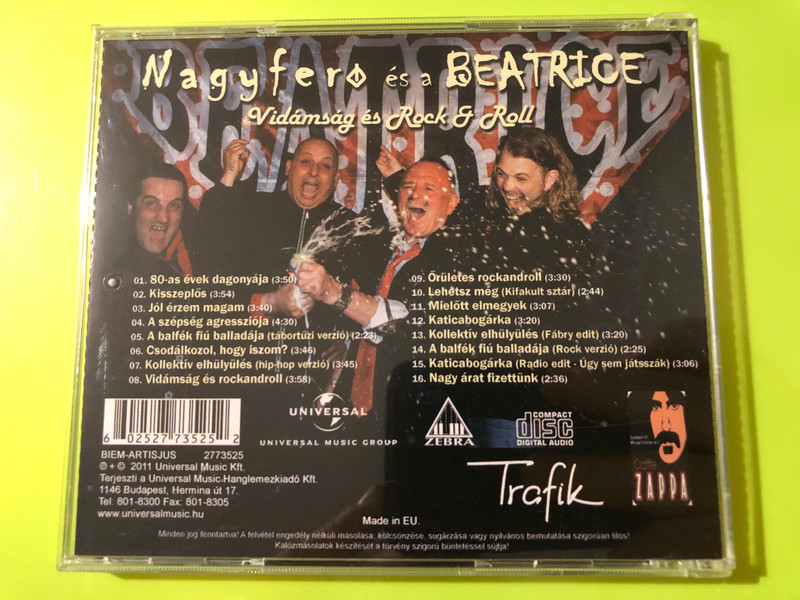 BEATRICE
Nagyferó és a BEATRICE
Vidámság és Rock & Roll
01. 80-as évek dagonyája (3:50)
02. Kisszeplős (3:54)
03. Jól érzem magam (3:40)
04. A szépség agressziója (4:30)
05. A balfék fiú balladája (tábortüzi verzió) (2:23)
06. Csodálkozol, hogy iszom? (3:46)
07. Kollektív elhülyülés (hip-hop verzió) (3:45)
08. Vidámság és rockandroll (3:58)
09. Őrületes rockandroll (3:30)
10. Lehetsz még (Kifakult sztár) (2:44)
11. Mielőtt elmegyek (3:07)
12. Katicabogárka (3:20)
13. Kollektív elhülyülés (Fábry edit) (3:20)
14. A balfék fiú balladája (Rock verzió) (2:25)
15. Katicabogárka (Radio edit - Úgy sem játsszák) (3:06)
16. Nagy árat fizettünk (2:36)
6 02527 73525 2
BIEM-ARTISJUS 2773525
℗ + © 2011 Universal Music Kft.
Terjeszti a Universal Music Hanglemezkiadó Kft.
1146 Budapest, Hermina út 17.
Tel: 801-8300 Fax: 801-8305
www.universalmusic.hu
UNIVERSAL
UNIVERSAL MUSIC GROUP
ZEBRA
COMPACT
disc
DIGITAL AUDIO
Trafik
Caffe
ZAPPA
Made in EU.
Minden jog fenntartva! A felvétel engedély nélküli másolása, kölcsönzése, sugárzása vagy nyilvános bemutatása szigorúan tilos!
Kalózmásolatok készítését a törvény szigorú büntetéssel sújtja!